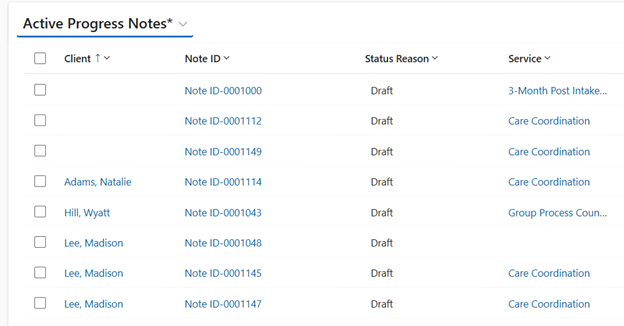 Active Progress Notes*
Client ↑ Note ID Status Reason Service
Note ID-0001000 Draft 3-Month Post Intake...
Note ID-0001112 Draft Care Coordination
Note ID-0001149 Draft Care Coordination
Adams, Natalie Note ID-0001114 Draft Care Coordination
Hill, Wyatt Note ID-0001043 Draft Group Process Coun...
Lee, Madison Note ID-0001048 Draft
Lee, Madison Note ID-0001145 Draft Care Coordination
Lee, Madison Note ID-0001147 Draft Care Coordination